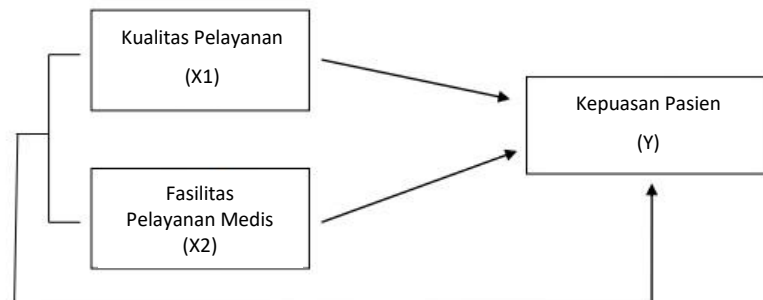 Kualitas Pelayanan
(X1)
Kepuasan Pasien
(Y)
Fasilitas
Pelayanan Medis
(X2)